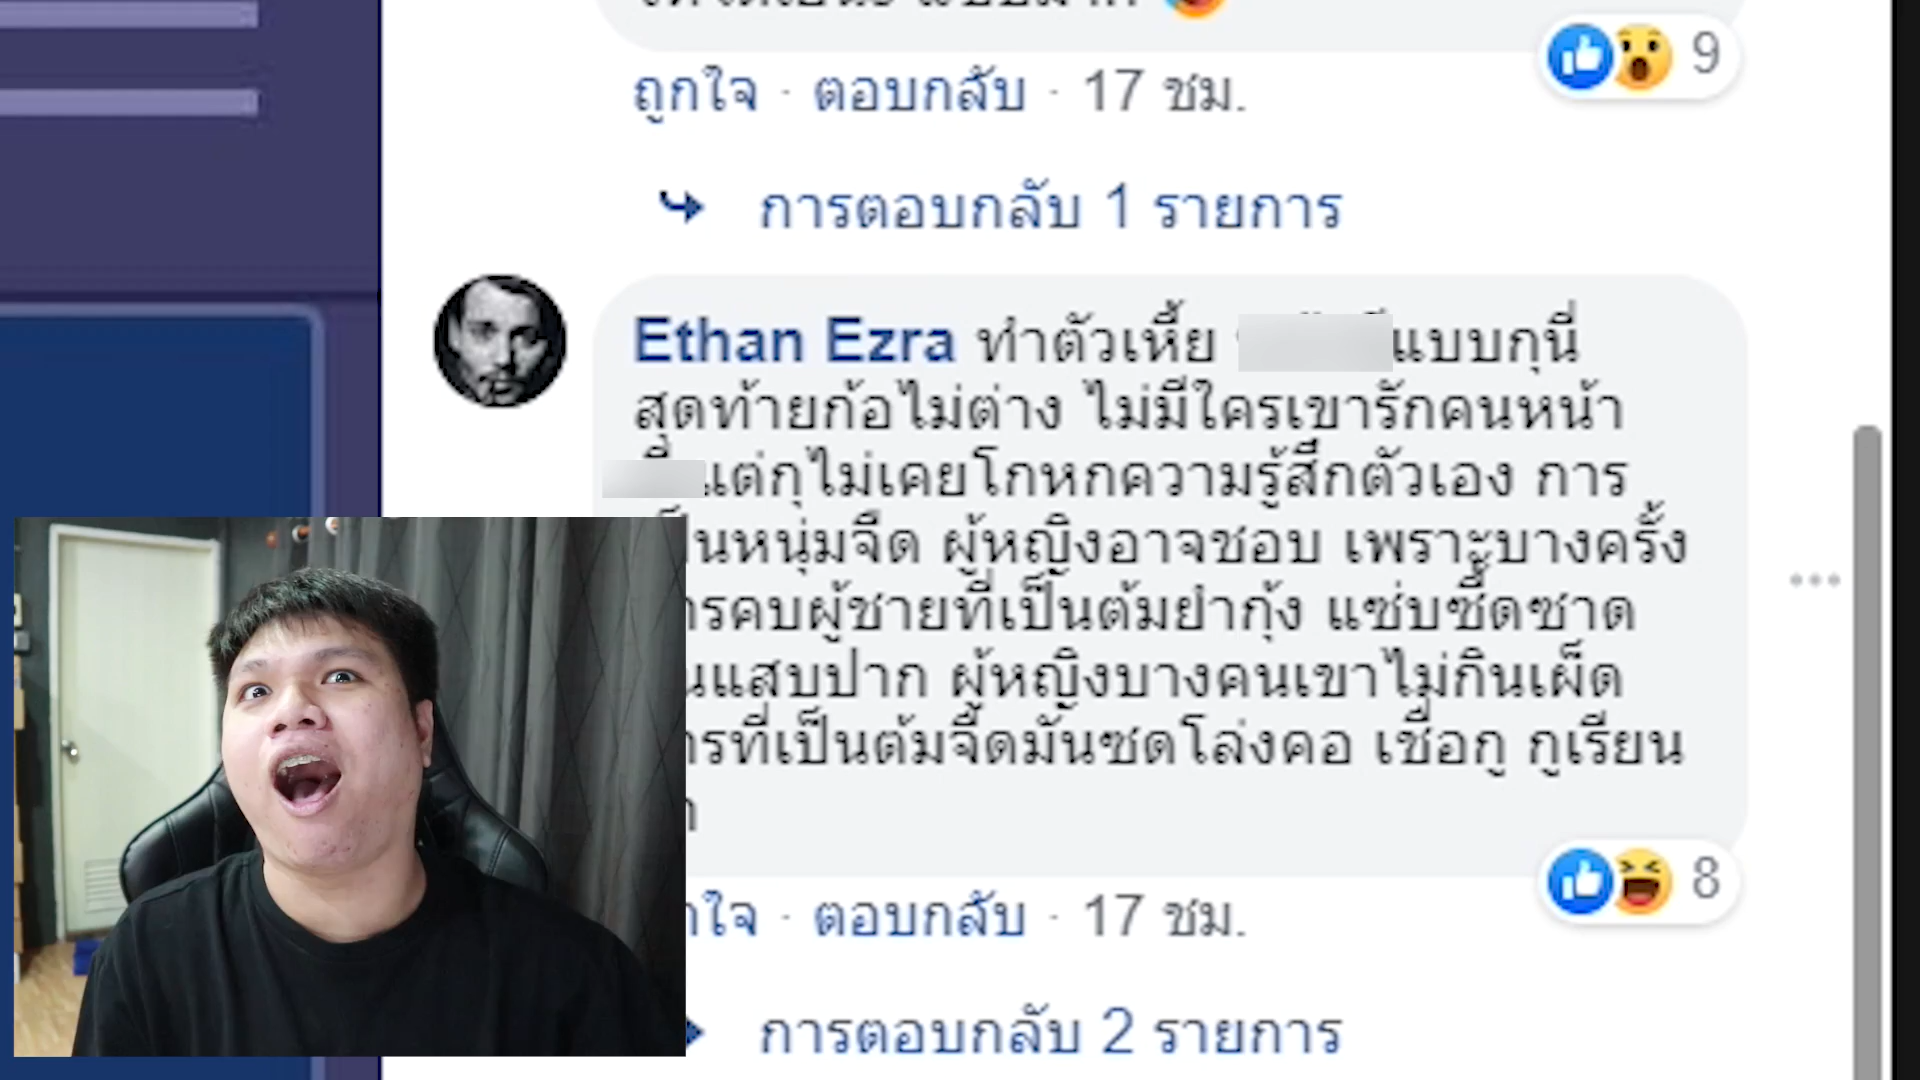 9
ถูกใจ · ตอบกลับ · 17 ชม.
การตอบกลับ 1 รายการ
Ethan Ezra ทำตัวเหี้ย แบบกุนี่
สุดท้ายก้อไม่ต่าง ไม่มีใครเขารักคนหน้า
แต่กุไม่เคยโกหกความรู้สึกตัวเอง การ
เป็นหนุ่มจืด ผู้หญิงอาจชอบ เพราะบางครั้ง
การคบผู้ชายที่เป็นต้มยำกุ้ง แซ่บซี๊ดซาด
แสบปาก ผู้หญิงบางคนเขาไม่กินเผ็ด
การที่เป็นต้มจืดมันซดโล่งคอ เชื่อกู กูเรียน
8
ถูกใจ · ตอบกลับ · 17 ชม.
การตอบกลับ 2 รายการ